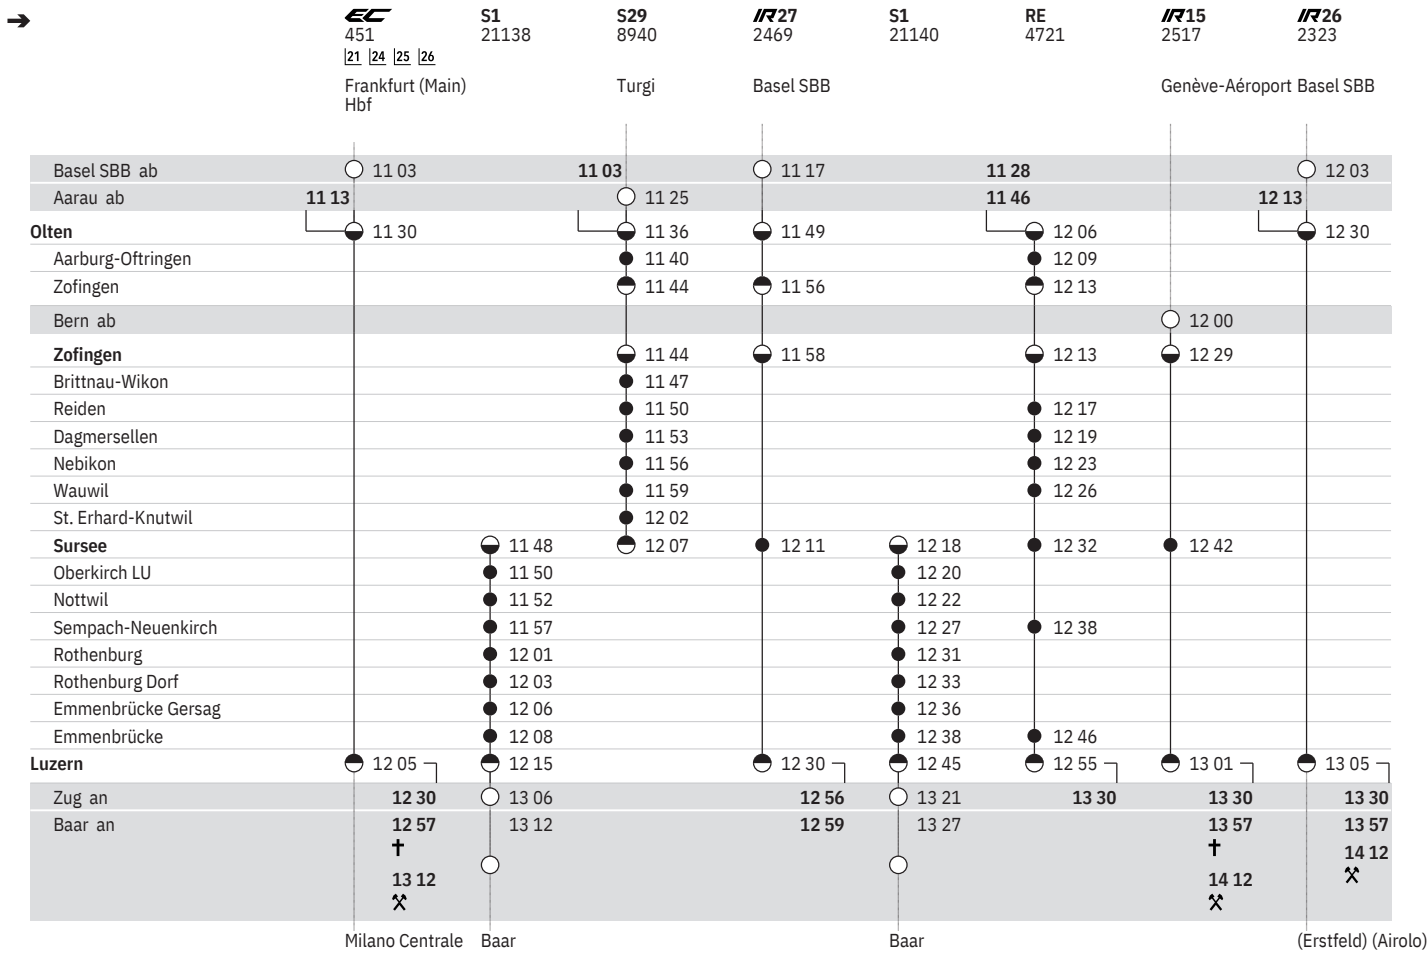 ➔ EC S1 S29 IR27 S1 RE IR15 IR26
451 21138 8940 2469 21140 4721 2517 2323
21 24 25 26
Frankfurt (Main) Turgi Basel SBB Genève-Aéroport Basel SBB
Hbf
Basel SBB ab 11 03 11 03 11 17 11 28 12 03
Aarau ab 11 13 11 25 11 46 12 13
Olten 11 30 11 36 11 49 12 06 12 30
Aarburg-Oftringen 11 40 12 09
Zofingen 11 44 11 56 12 13
Bern ab 12 00
Zofingen 11 44 11 58 12 13 12 29
Brittnau-Wikon 11 47
Reiden 11 50 12 17
Dagmersellen 11 53 12 19
Nebikon 11 56 12 23
Wauwil 11 59 12 26
St. Erhard-Knutwil 12 02
Sursee 11 48 12 07 12 11 12 18 12 32 12 42
Oberkirch LU 11 50 12 20
Nottwil 11 52 12 22
Sempach-Neuenkirch 11 57 12 27 12 38
Rothenburg 12 01 12 31
Rothenburg Dorf 12 03 12 33
Emmenbrücke Gersag 12 06 12 36
Emmenbrücke 12 08 12 38 12 46
Luzern 12 05 12 15 12 30 12 45 12 55 13 01 13 05
Zug an 12 30 13 06 12 56 13 21 13 30 13 30 13 30
Baar an 12 57 13 12 12 59 13 27 13 57 13 57
✝ ✝ 14 12
13 12 14 12 ⚒
⚒ ⚒
Milano Centrale Baar Baar (Erstfeld) (Airolo)